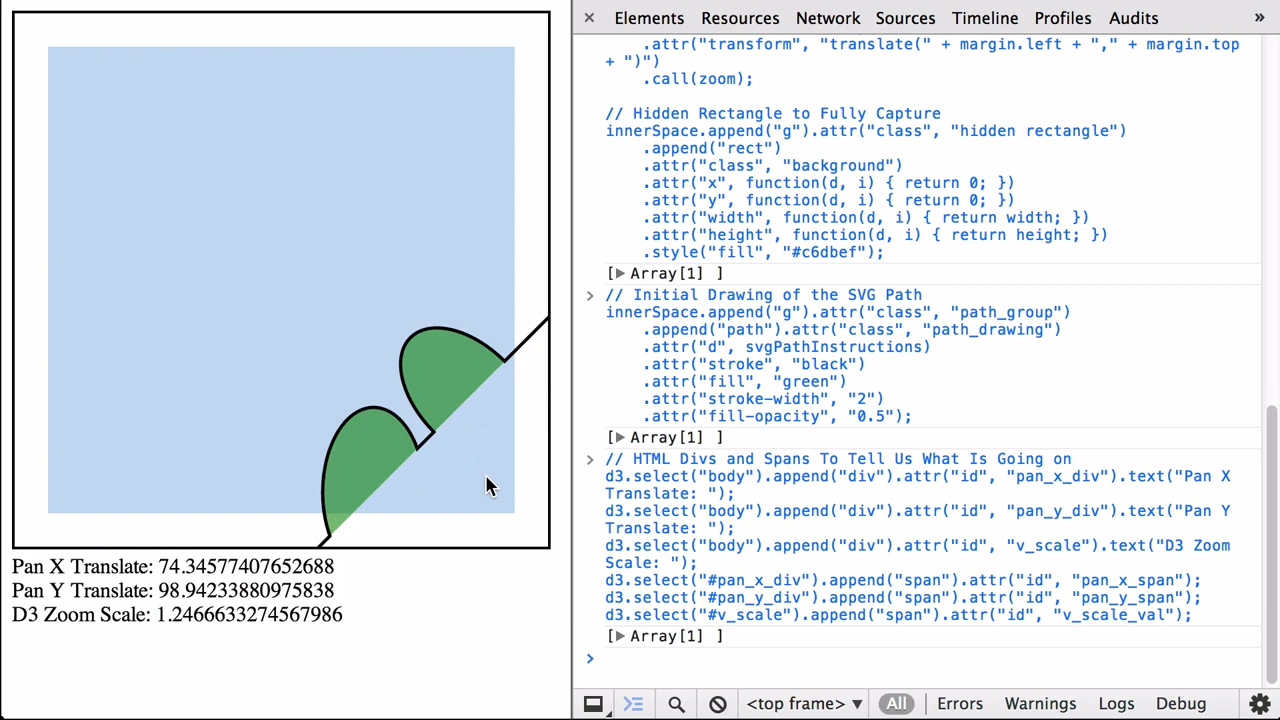 × Elements Resources Network Sources Timeline Profiles Audits »
.attr("transform", "translate(" + margin.left + "," + margin.top
+ ")")
.call(zoom);
// Hidden Rectangle to Fully Capture
innerSpace.append("g").attr("class", "hidden rectangle")
.append("rect")
.attr("class", "background")
.attr("x", function(d, i) { return 0; })
.attr("y", function(d, i) { return 0; })
.attr("width", function(d, i) { return width; })
.attr("height", function(d, i) { return height; })
.style("fill", "#c6dbef");
[▶ Array[1] ]
> // Initial Drawing of the SVG Path
innerSpace.append("g").attr("class", "path_group")
.append("path").attr("class", "path_drawing")
.attr("d", svgPathInstructions)
.attr("stroke", "black")
.attr("fill", "green")
.attr("stroke-width", "2")
.attr("fill-opacity", "0.5");
[▶ Array[1] ]
> // HTML Divs and Spans To Tell Us What Is Going on
d3.select("body").append("div").attr("id", "pan_x_div").text("Pan X
Translate: ");
d3.select("body").append("div").attr("id", "pan_y_div").text("Pan Y
Translate: ");
d3.select("body").append("div").attr("id", "v_scale").text("D3 Zoom
Scale: ");
d3.select("#pan_x_div").append("span").attr("id", "pan_x_span");
d3.select("#pan_y_div").append("span").attr("id", "pan_y_span");
d3.select("#v_scale").append("span").attr("id", "v_scale_val");
[▶ Array[1] ]
>
<top frame> ▼ All Errors Warnings Logs Debug
Pan X Translate: 74.34577407652688
Pan Y Translate: 98.94233880975838
D3 Zoom Scale: 1.2466633274567986